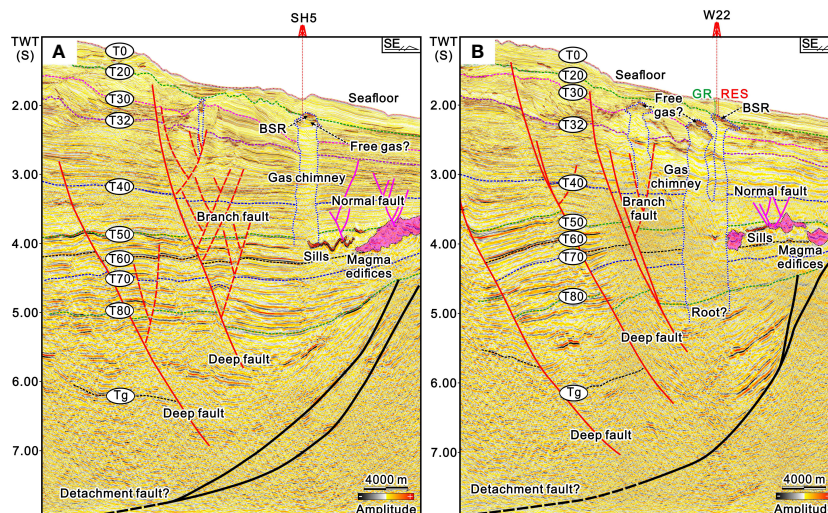 SH5
TWT
(S)
A
SE
T0
T20
T30
T32
T40
T50
T60
T70
T80
Tg
2.00
3.00
4.00
5.00
6.00
7.00
Seafloor
BSR
Free gas?
Gas chimney
Normal fault
Branch fault
Sills
Magma
edifices
Deep fault
Deep fault
Detachment fault?
4000 m
- +
Amplitude
W22
TWT
(S)
B
SE
T0
T20
T30
T32
T40
T50
T60
T70
T80
Tg
2.00
3.00
4.00
5.00
6.00
7.00
Seafloor
GR RES
Free
gas?
BSR
Gas
chimney
Normal fault
Branch
fault
Sills
Magma
edifices
Root?
Deep fault
Deep fault
Detachment fault?
4000 m
- +
Amplitude